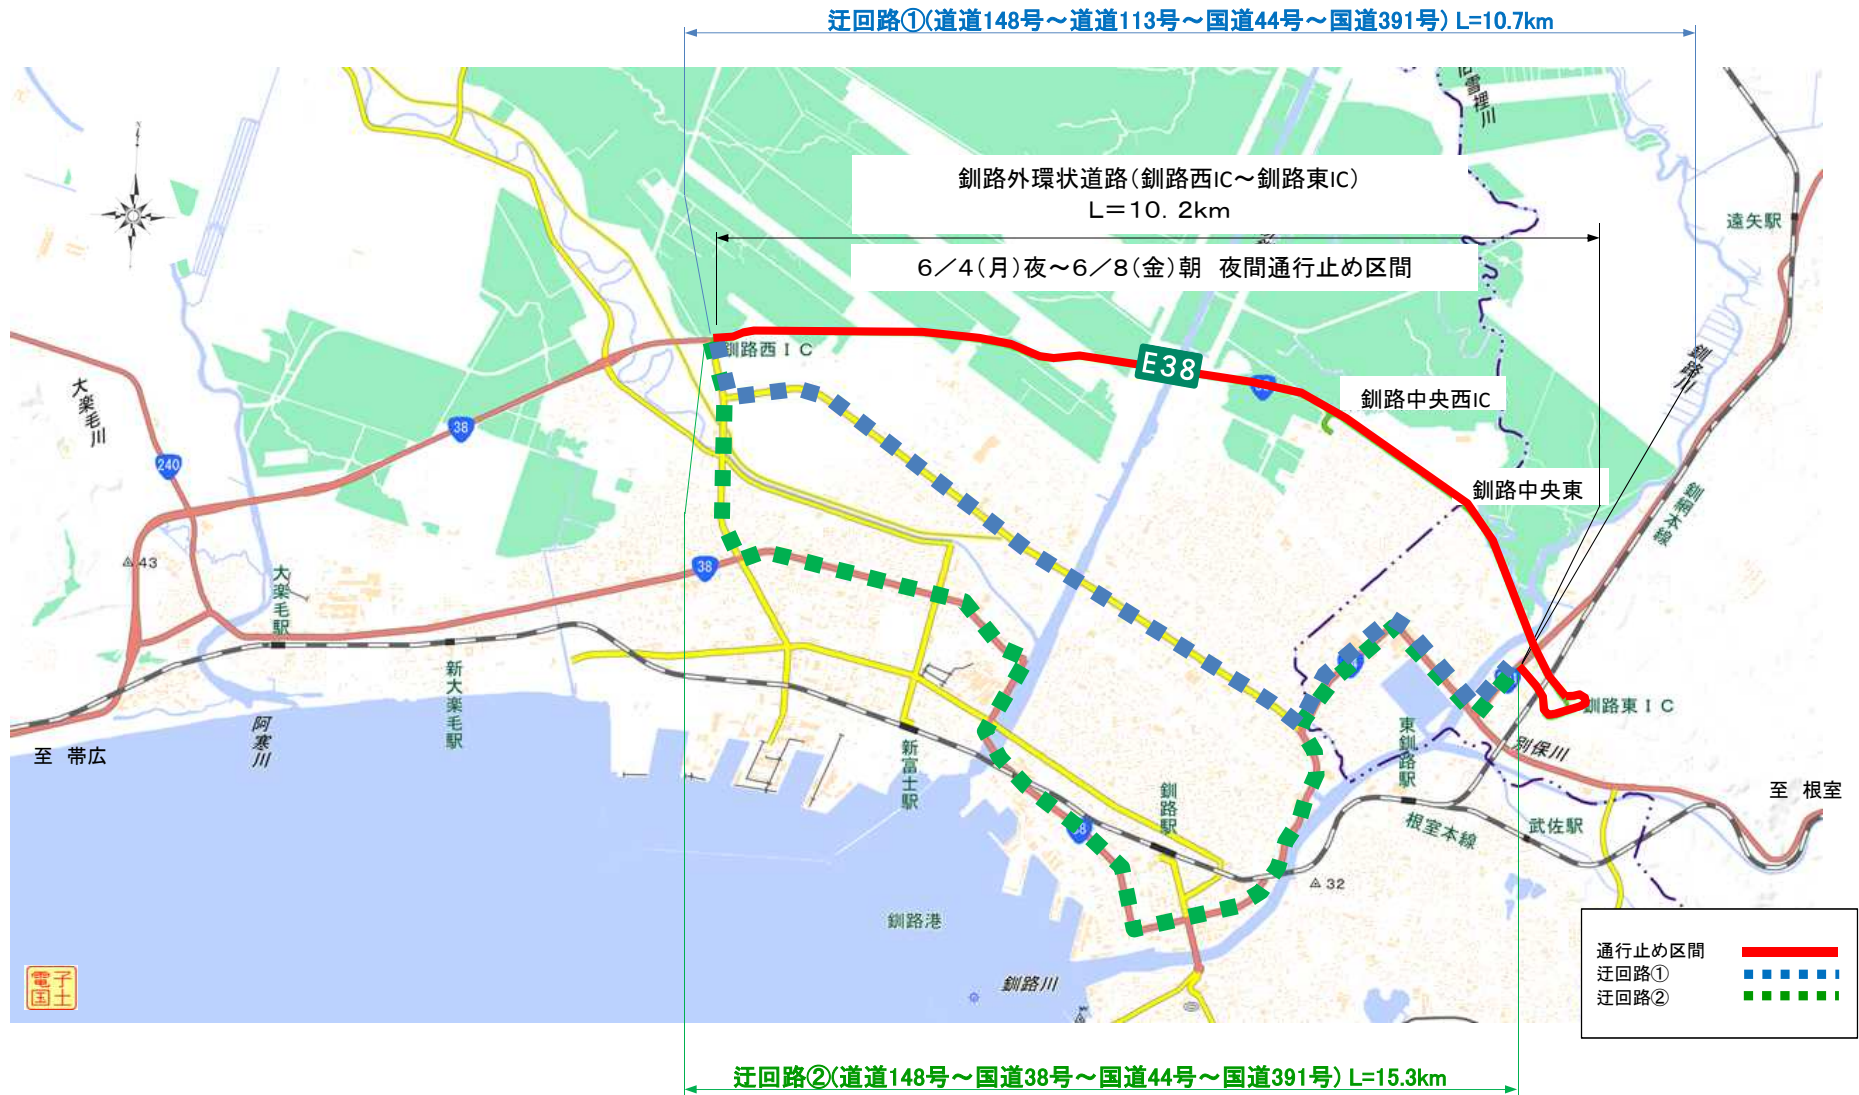 迂回路①(道道148号～道道113号～国道44号～国道391号) L=10.7km
旧雪裡川
釧路外環状道路(釧路西IC～釧路東IC)
L=10.2km
6/4(月)夜～6/8(金)朝 夜間通行止め区間
遠矢駅
釧路西IC
E38
釧路川
釧路中央西IC
大楽毛川
38
240
釧路中央東
釧網本線
43
38
大楽毛駅
新大楽毛駅
阿寒川
至 帯広
新富士駅
釧路駅
東釧路駅
釧路東IC
別保川
至 根室
根室本線
武佐駅
32
釧路港
釧路川
電子国土
通行止め区間
迂回路①
迂回路②
迂回路②(道道148号～国道38号～国道44号～国道391号) L=15.3km